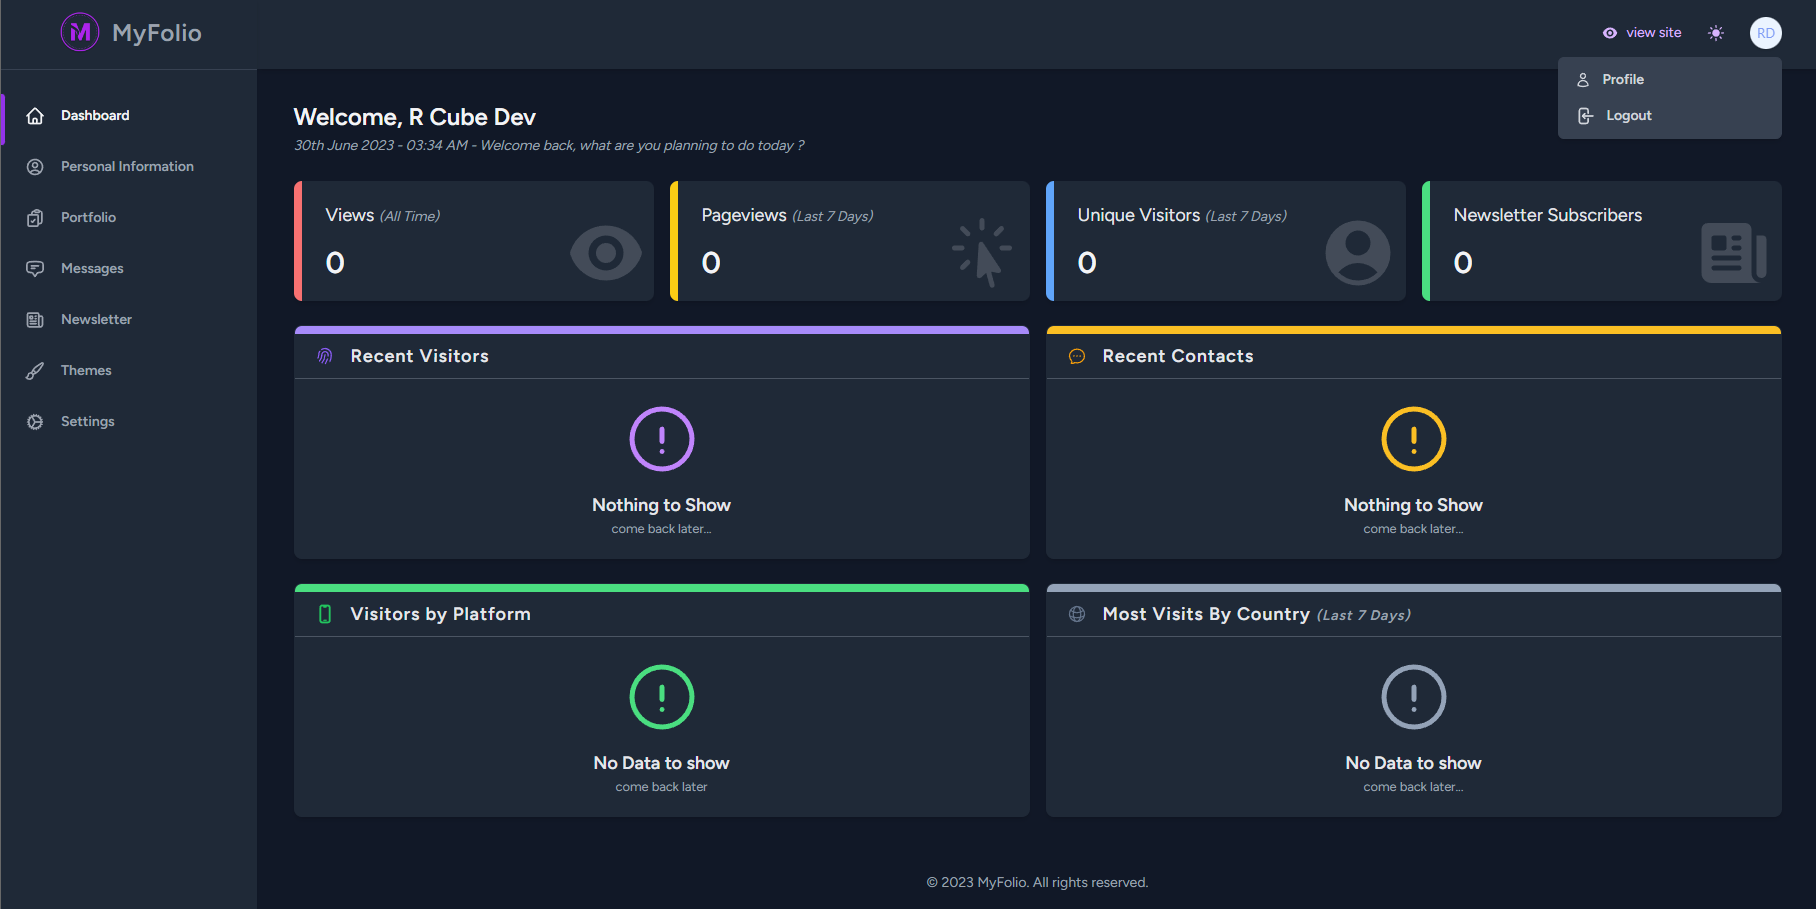 MyFolio
view site
RD
Profile
Logout
Dashboard
Personal Information
Portfolio
Messages
Newsletter
Themes
Settings
Welcome, R Cube Dev
30th June 2023 - 03:34 AM - Welcome back, what are you planning to do today ?
Views (All Time)
0
Pageviews (Last 7 Days)
0
Unique Visitors (Last 7 Days)
0
Newsletter Subscribers
0
Recent Visitors
Nothing to Show
come back later...
Recent Contacts
Nothing to Show
come back later...
Visitors by Platform
No Data to show
come back later
Most Visits By Country (Last 7 Days)
No Data to show
come back later...
© 2023 MyFolio. All rights reserved.